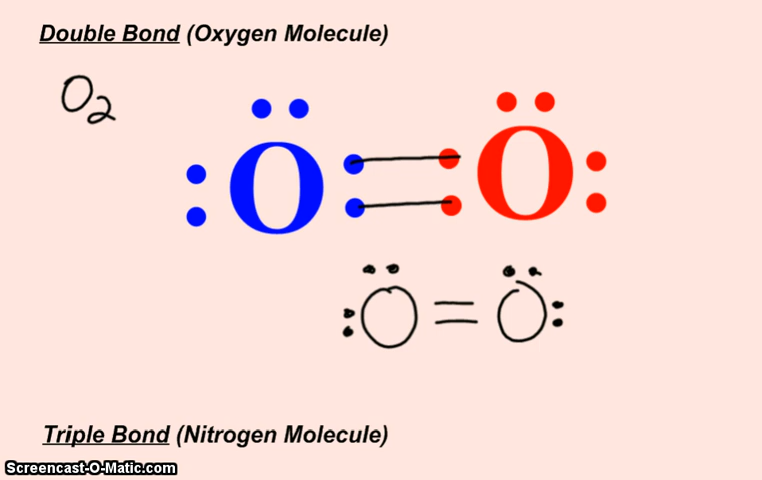 Double Bond (Oxygen Molecule)
O2
O O
O = O
Triple Bond (Nitrogen Molecule)
Screencast-O-Matic.com